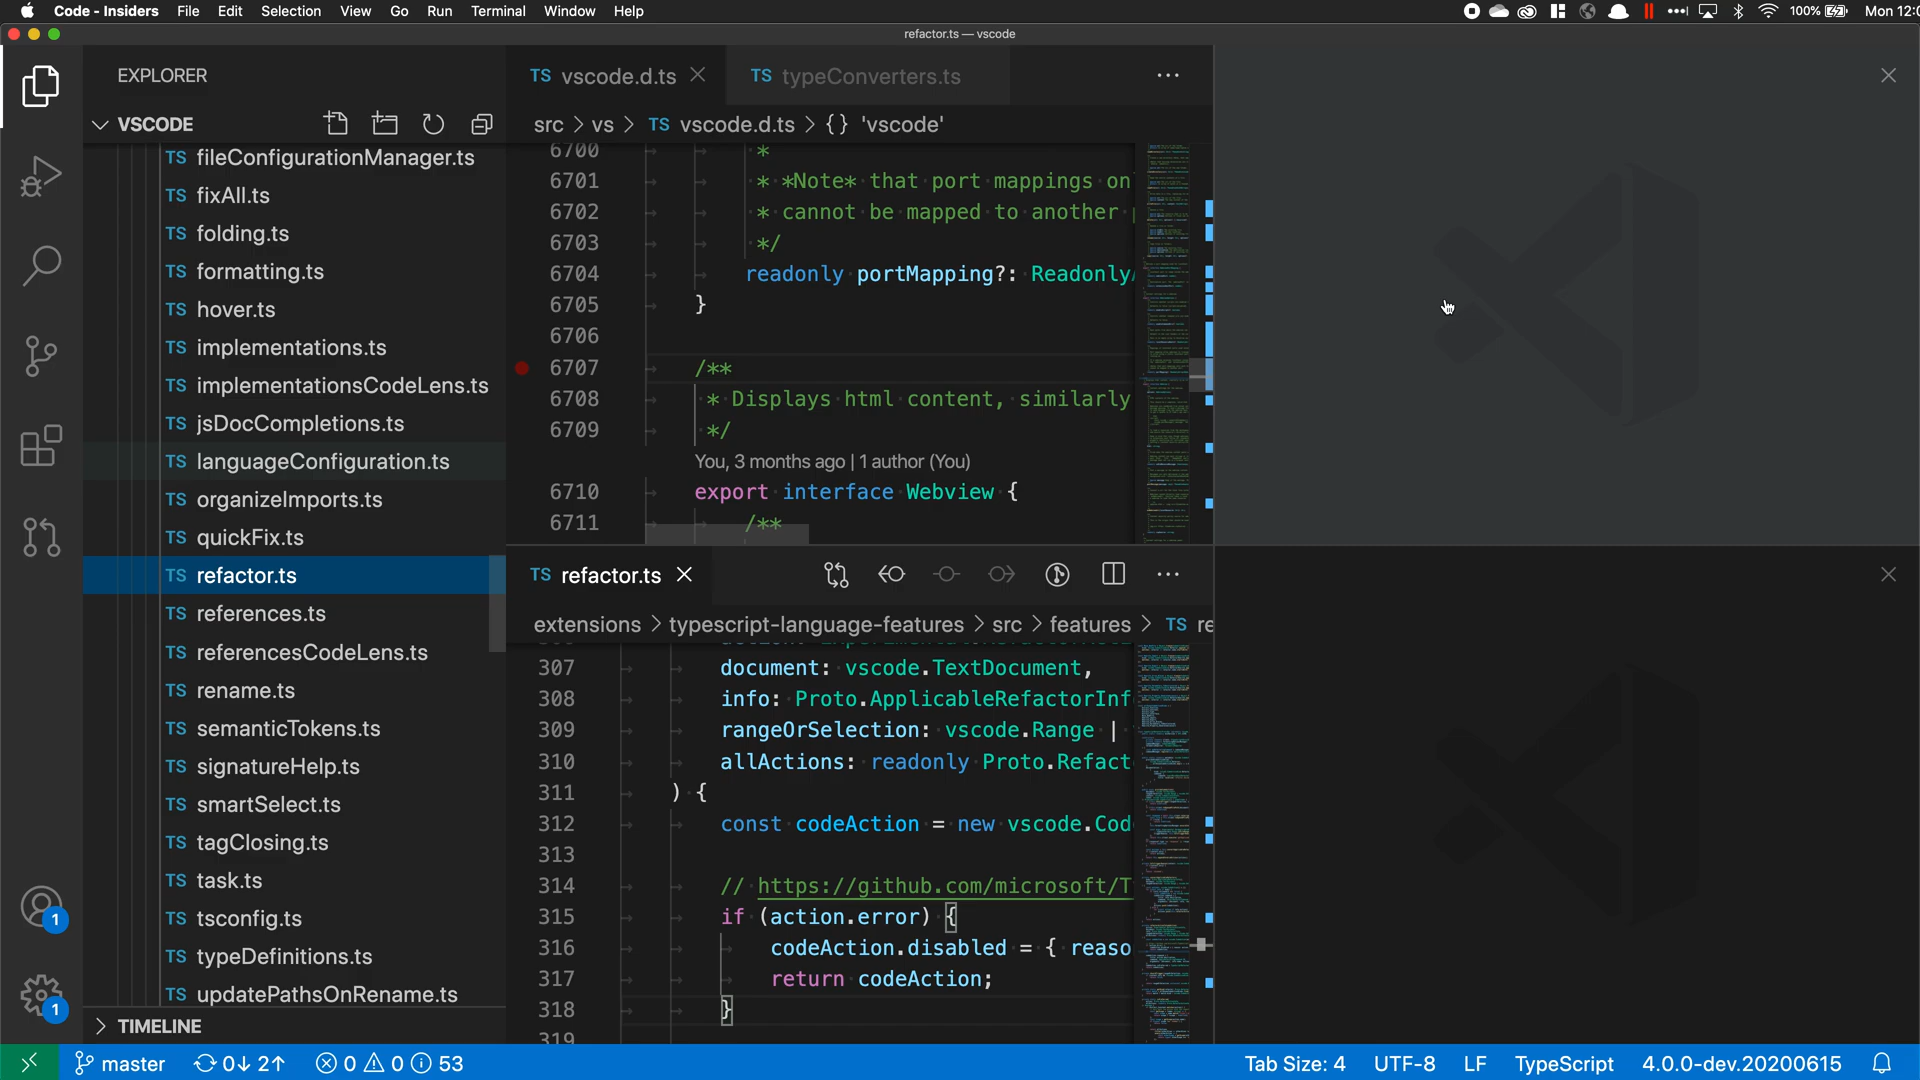 Code - Insiders File Edit Selection View Go Run Terminal Window Help 100% Mon 12:0
refactor.ts — vscode
EXPLORER
VSCODE
TS fileConfigurationManager.ts
TS fixAll.ts
TS folding.ts
TS formatting.ts
TS hover.ts
TS implementations.ts
TS implementationsCodeLens.ts
TS jsDocCompletions.ts
TS languageConfiguration.ts
TS organizeImports.ts
TS quickFix.ts
TS refactor.ts
TS references.ts
TS referencesCodeLens.ts
TS rename.ts
TS semanticTokens.ts
TS signatureHelp.ts
TS smartSelect.ts
TS tagClosing.ts
TS task.ts
TS tsconfig.ts
TS typeDefinitions.ts
TS updatePathsOnRename.ts
TIMELINE
1
1
TS vscode.d.ts TS typeConverters.ts ···
src > vs > TS vscode.d.ts > {} 'vscode'
6700 *
6701 * *Note* that port mappings on
6702 * cannot be mapped to another
6703 */
6704 readonly portMapping?: Readonly
6705 }
6706
6707 /**
6708 * Displays html content, similarly
6709 */
You, 3 months ago | 1 author (You)
6710 export interface Webview {
6711 /**
TS refactor.ts ···
extensions > typescript-language-features > src > features > TS re
307 document: vscode.TextDocument,
308 info: Proto.ApplicableRefactorInf
309 rangeOrSelection: vscode.Range |
310 allActions: readonly Proto.Refact
311 ) {
312 const codeAction = new vscode.Cod
313
314 // https://github.com/microsoft/T
315 if (action.error) {
316 codeAction.disabled = { reaso
317 return codeAction;
318 }
319
master 0↓ 2↑ 0 0 53 Tab Size: 4 UTF-8 LF TypeScript 4.0.0-dev.20200615